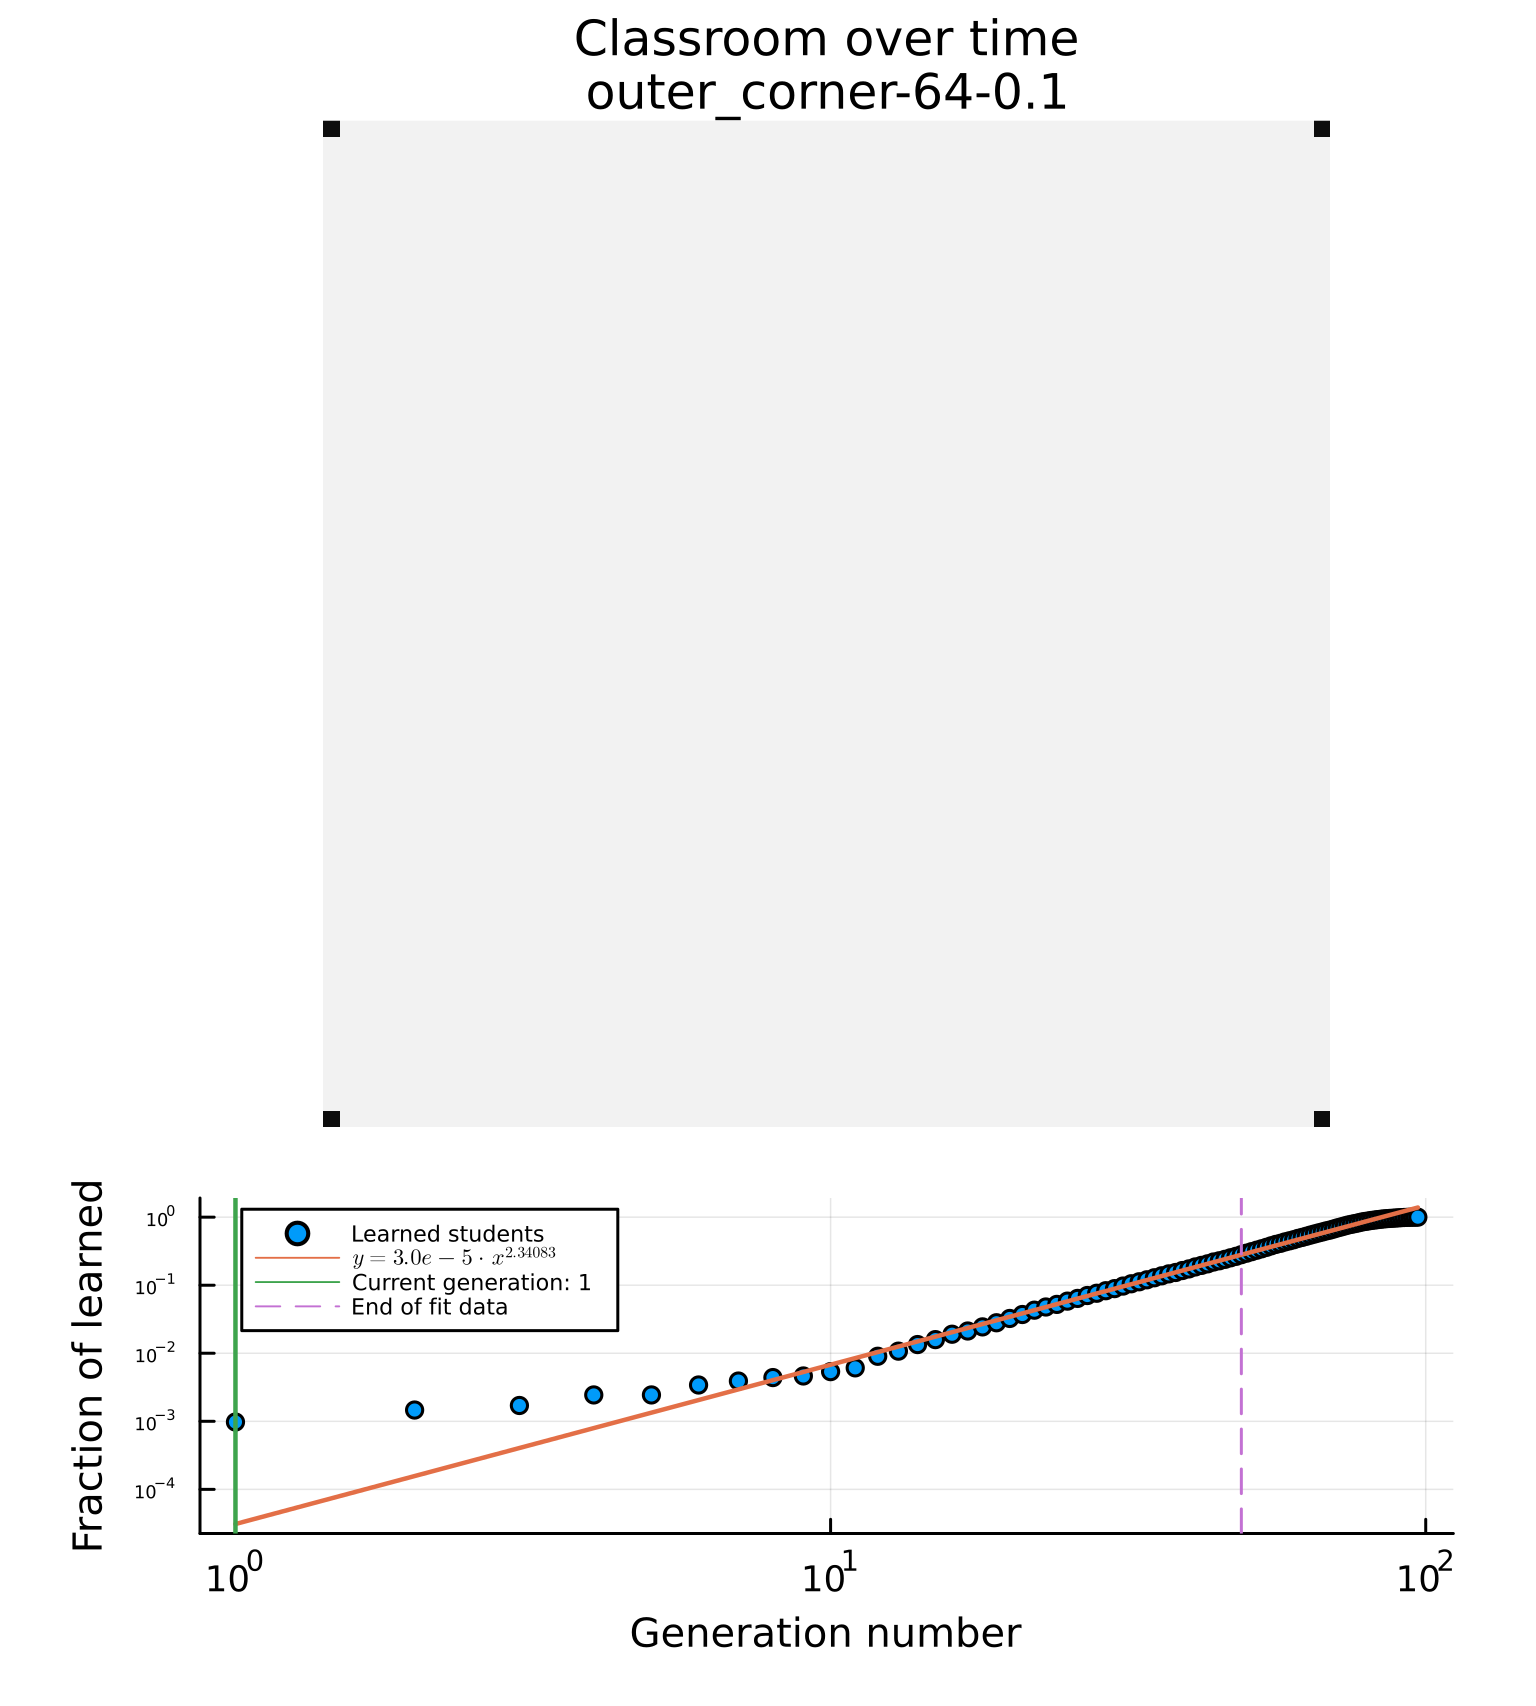 Classroom over time
outer_corner-64-0.1
Fraction of learned
10^0
10^-1
10^-2
10^-3
10^-4
Learned students
y = 3.0e − 5 · x^2.34083
Current generation: 1
End of fit data
10^0
10^1
10^2
Generation number